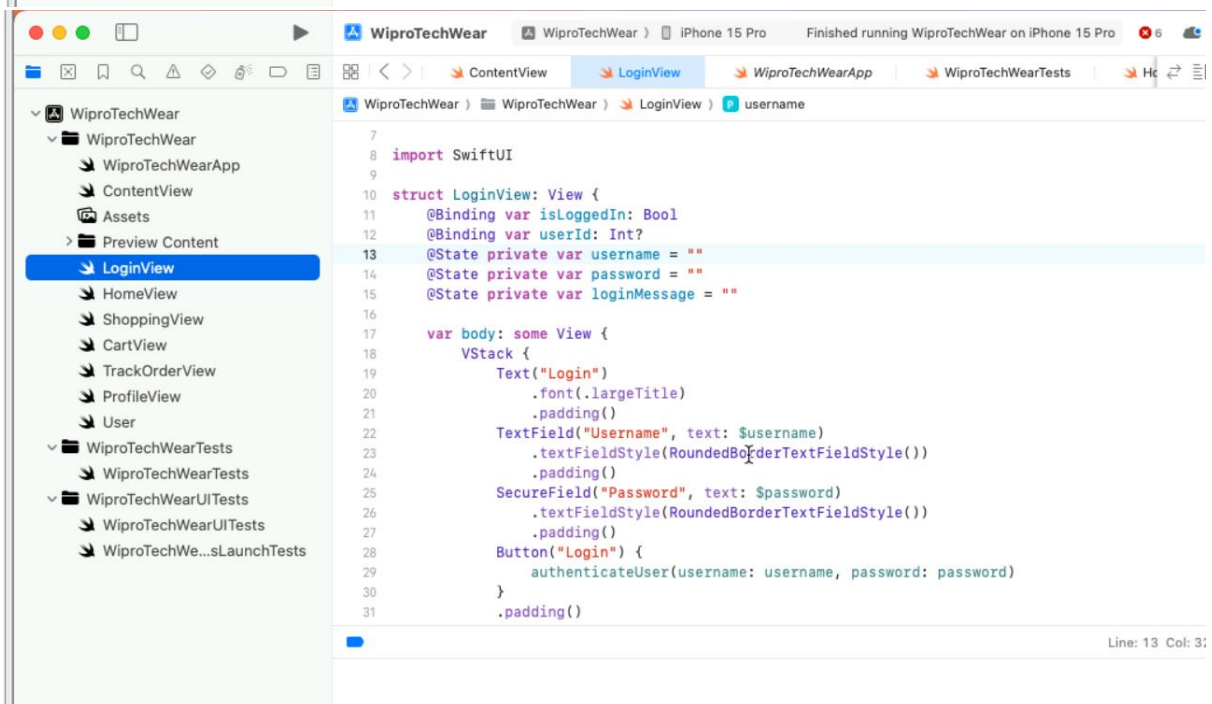 WiproTechWear
WiproTechWear ⟩ iPhone 15 Pro
Finished running WiproTechWear on iPhone 15 Pro
6
ContentView
LoginView
WiproTechWearApp
WiproTechWearTests
WiproTechWear ⟩ WiproTechWear ⟩ LoginView ⟩ P username
WiproTechWear
WiproTechWear
WiproTechWearApp
ContentView
Assets
Preview Content
LoginView
HomeView
ShoppingView
CartView
TrackOrderView
ProfileView
User
WiproTechWearTests
WiproTechWearTests
WiproTechWearUITests
WiproTechWearUITests
WiproTechWe...sLaunchTests
7
8 import SwiftUI
9
10 struct LoginView: View {
11 @Binding var isLoggedIn: Bool
12 @Binding var userId: Int?
13 @State private var username = ""
14 @State private var password = ""
15 @State private var loginMessage = ""
16
17 var body: some View {
18 VStack {
19 Text("Login")
20 .font(.largeTitle)
21 .padding()
22 TextField("Username", text: $username)
23 .textFieldStyle(RoundedBorderTextFieldStyle())
24 .padding()
25 SecureField("Password", text: $password)
26 .textFieldStyle(RoundedBorderTextFieldStyle())
27 .padding()
28 Button("Login") {
29 authenticateUser(username: username, password: password)
30 }
31 .padding()
Line: 13 Col: 32